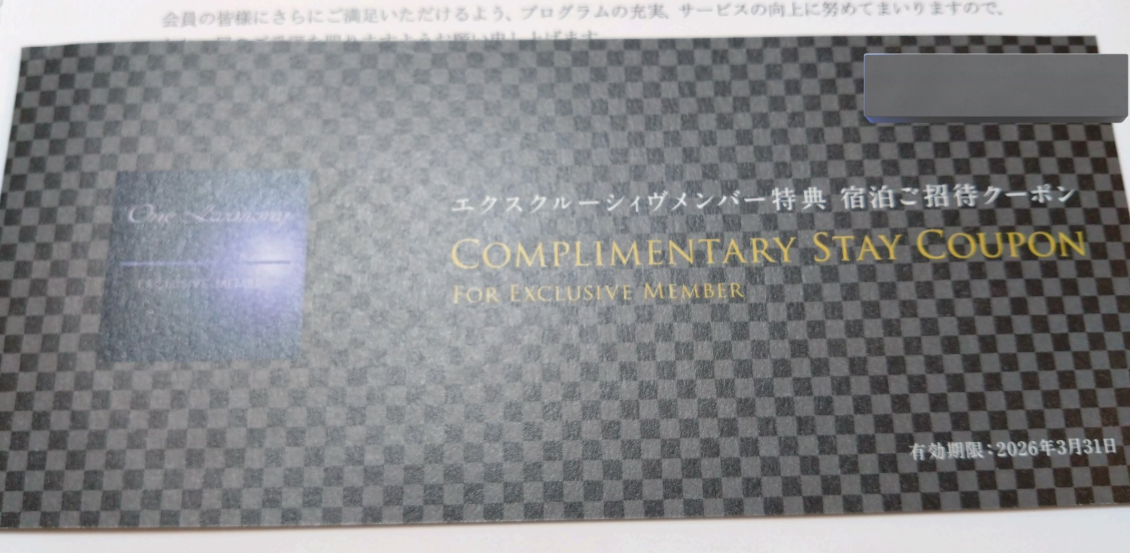 会員の皆様にさらにご満足いただけるよう、プログラムの充実、サービスの向上に努めてまいりますので、
One Harmony
EXCLUSIVE MEMBER
エクスクルーシィヴメンバー特典 宿泊ご招待クーポン
COMPLIMENTARY STAY COUPON
FOR EXCLUSIVE MEMBER
有効期限：2026年3月31日